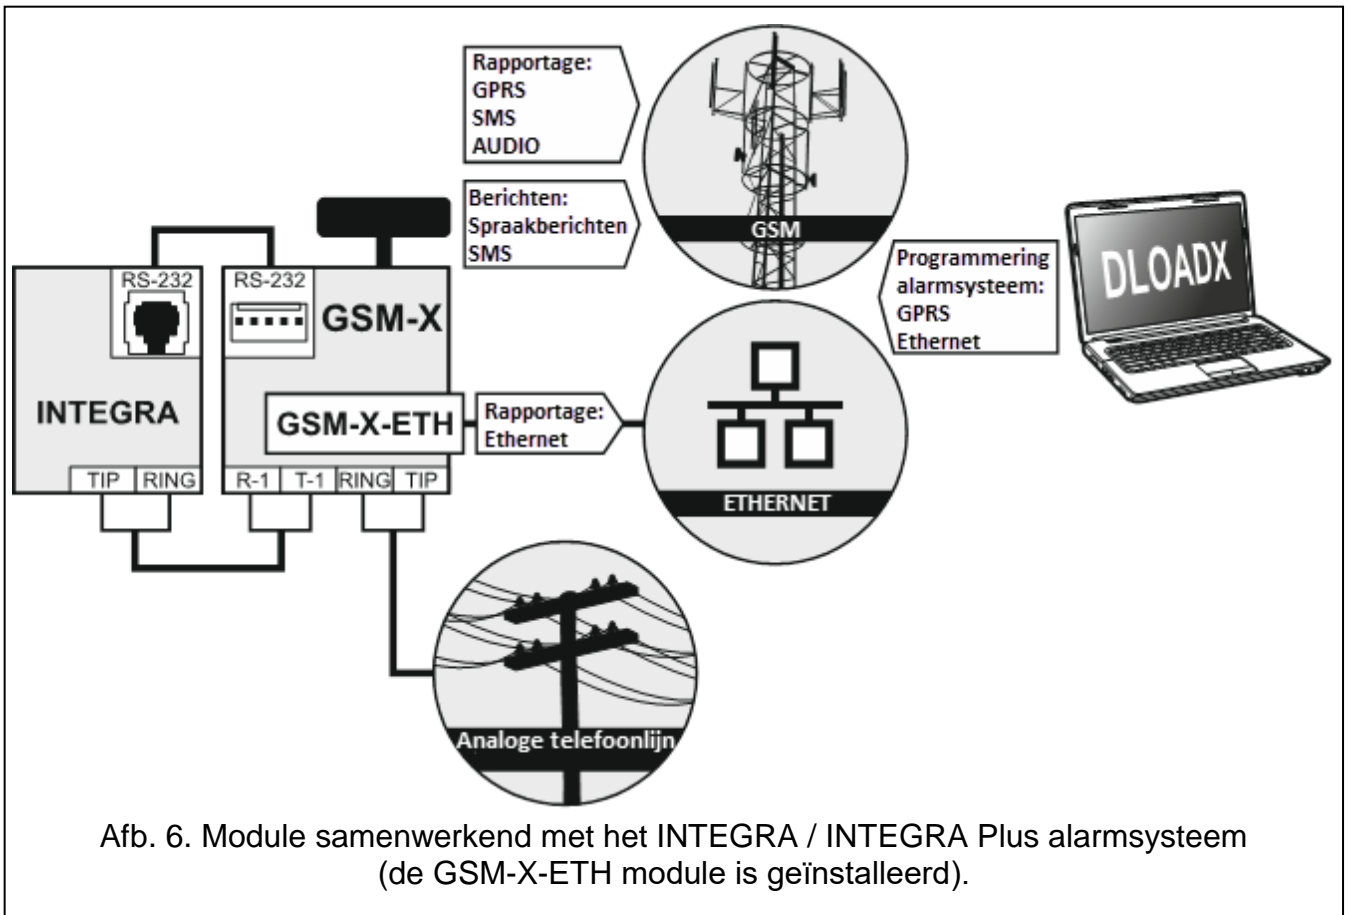 Rapportage:
GPRS
SMS
AUDIO
Berichten:
Spraakberichten
SMS
GSM
Programmering
alarmsysteem:
GPRS
Ethernet
DLOADX
RS-232
RS-232
GSM-X
INTEGRA
GSM-X-ETH
Rapportage:
Ethernet
ETHERNET
TIP
RING
R-1
T-1
RING
TIP
Analoge telefoonlijn
Afb. 6. Module samenwerkend met het INTEGRA / INTEGRA Plus alarmsysteem
(de GSM-X-ETH module is geïnstalleerd).